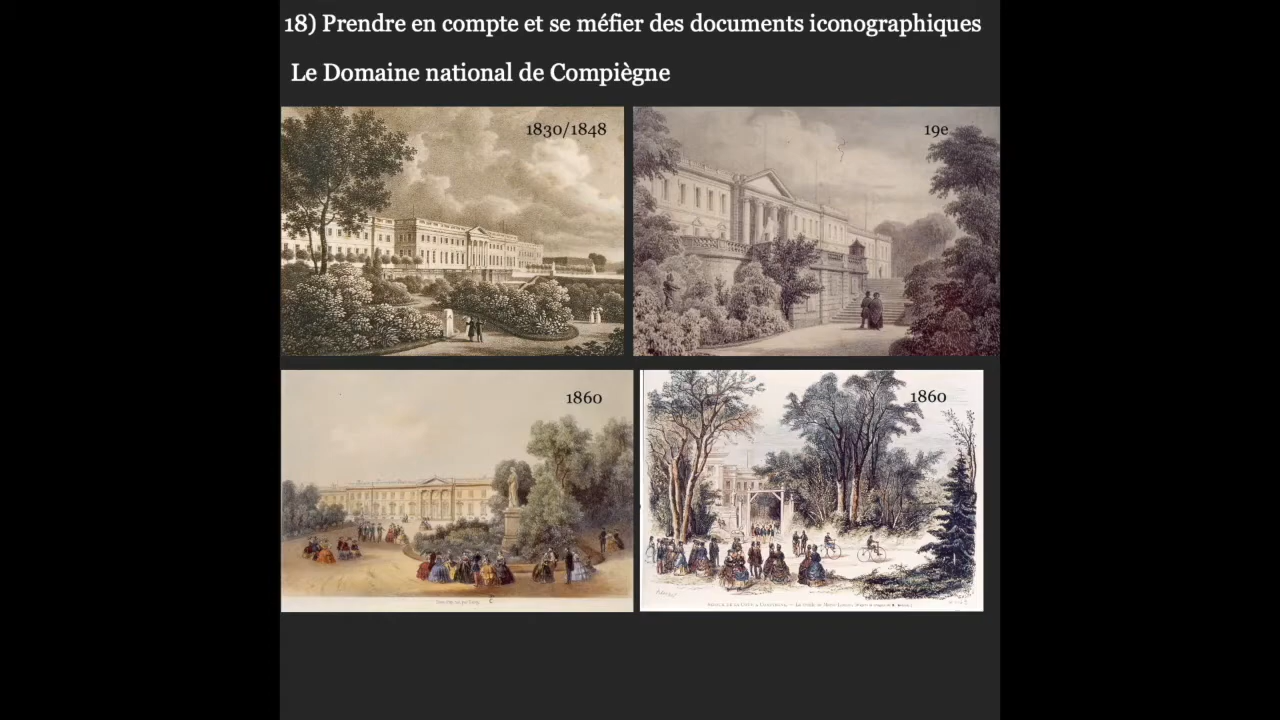 18) Prendre en compte et se méfier des documents iconographiques
Le Domaine national de Compiègne
1830/1848
19e
1860
1860